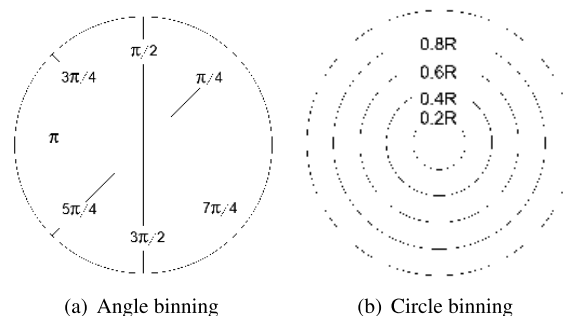 π/2
3π/4
π/4
π
5π/4
7π/4
3π/2
0.8R
0.6R
0.4R
0.2R
(a) Angle binning
(b) Circle binning